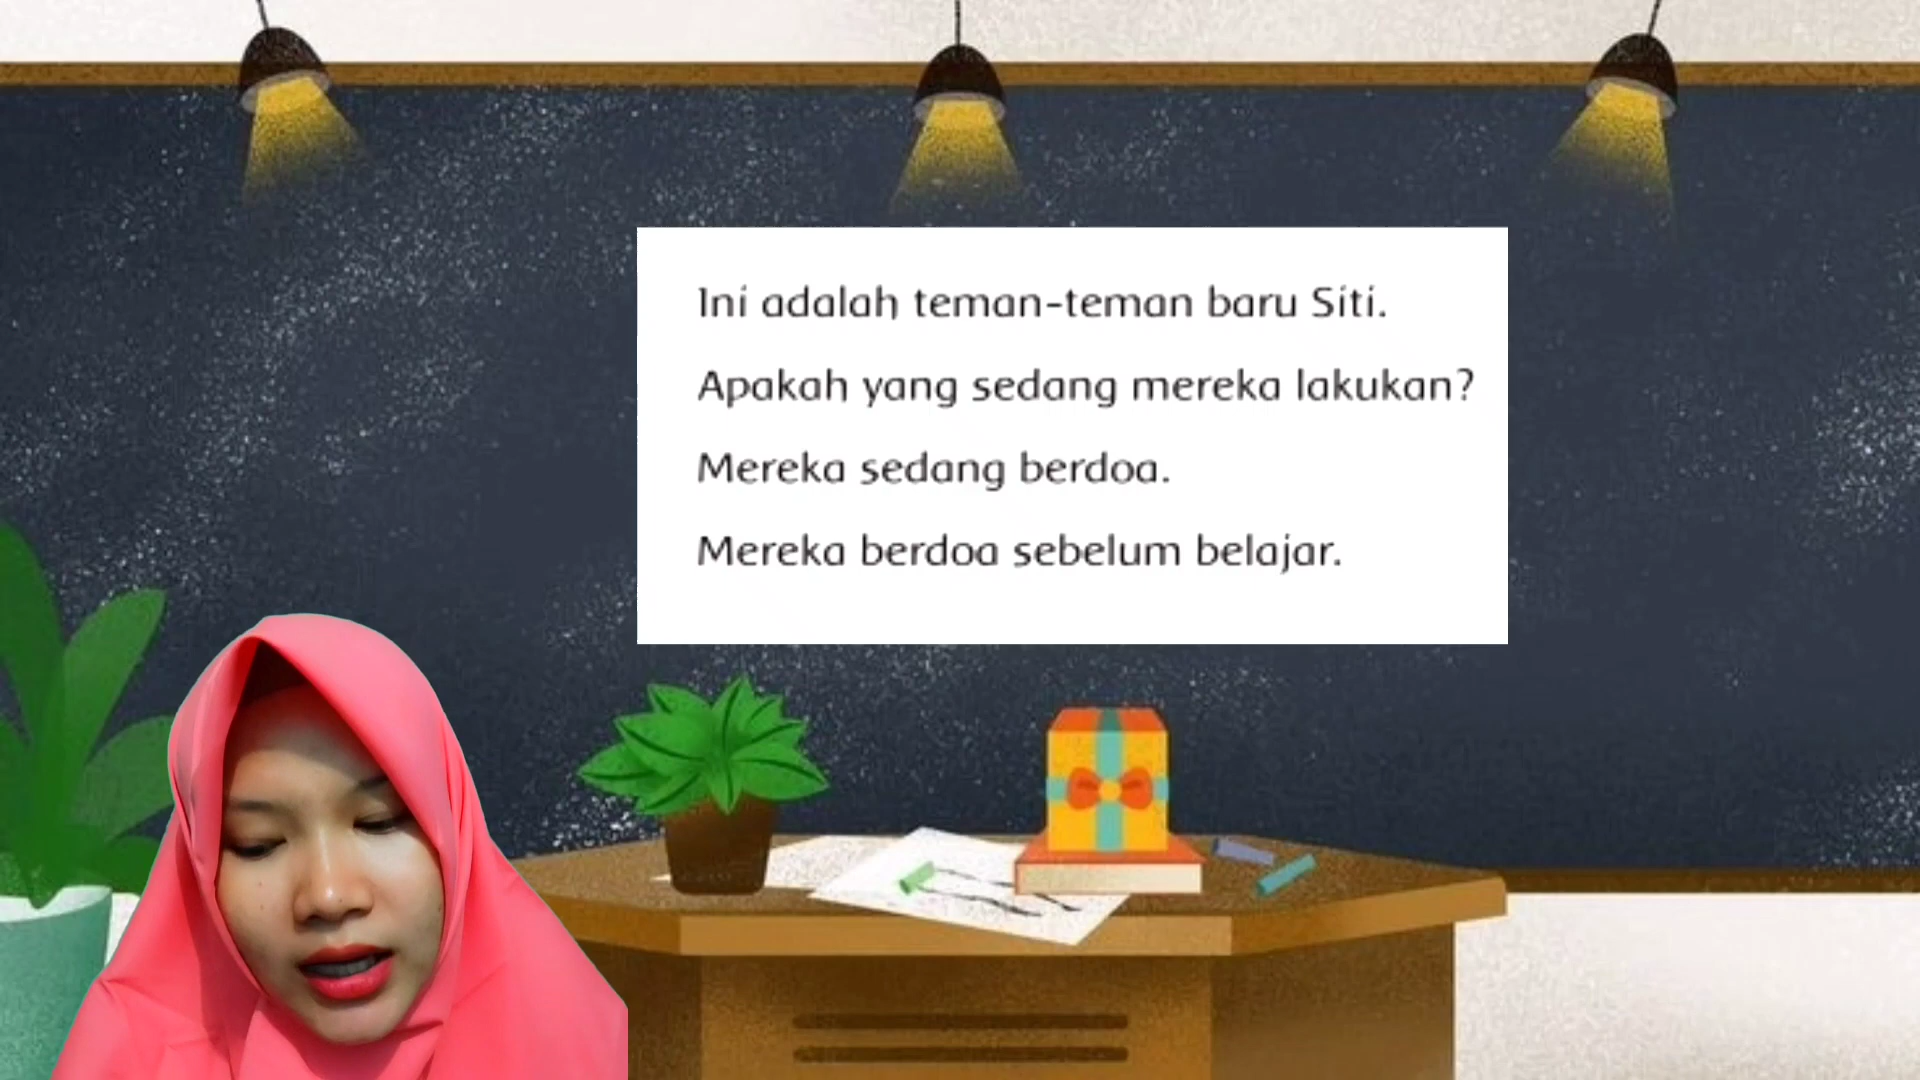 Ini adalah teman-teman baru Siti.
Apakah yang sedang mereka lakukan?
Mereka sedang berdoa.
Mereka berdoa sebelum belajar.